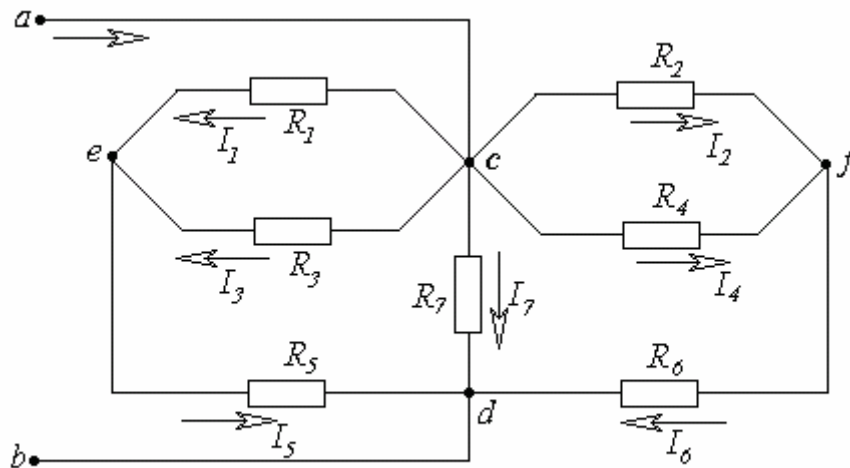 a
R₂
R₁
I₁
I₂
e
c
f
R₄
R₃
I₃
I₄
R₇
I₇
R₅
R₆
d
I₅
I₆
b